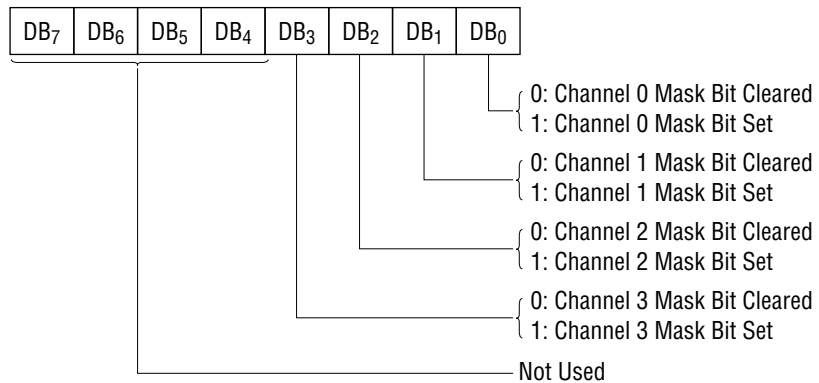 DB7 DB6 DB5 DB4 DB3 DB2 DB1 DB0
0: Channel 0 Mask Bit Cleared
1: Channel 0 Mask Bit Set
0: Channel 1 Mask Bit Cleared
1: Channel 1 Mask Bit Set
0: Channel 2 Mask Bit Cleared
1: Channel 2 Mask Bit Set
0: Channel 3 Mask Bit Cleared
1: Channel 3 Mask Bit Set
Not Used